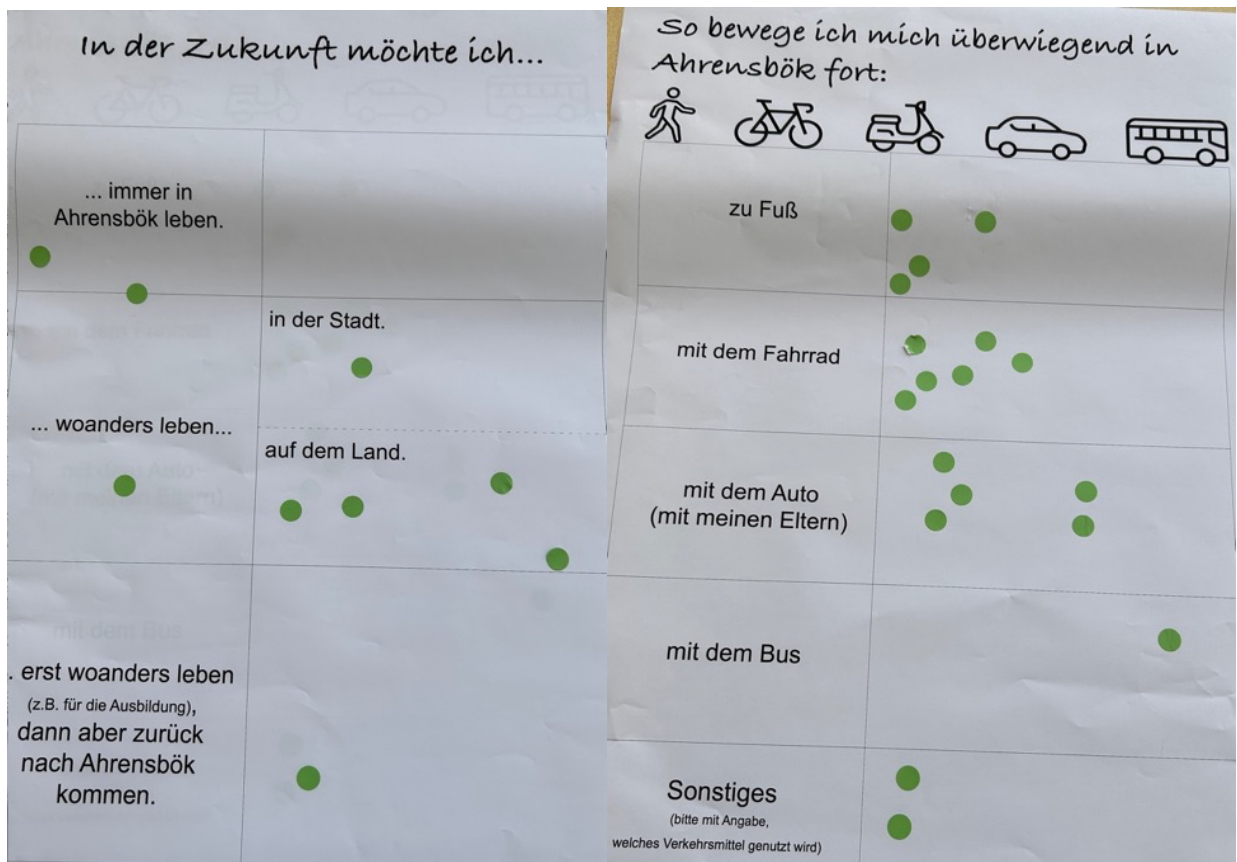 In der Zukunft möchte ich...
... immer in
Ahrensbök leben.
... woanders leben...
in der Stadt.
auf dem Land.
. erst woanders leben
(z.B. für die Ausbildung),
dann aber zurück
nach Ahrensbök
kommen.
So bewege ich mich überwiegend in
Ahrensbök fort:
zu Fuß
mit dem Fahrrad
mit dem Auto
(mit meinen Eltern)
mit dem Bus
Sonstiges
(bitte mit Angabe,
welches Verkehrsmittel genutzt wird)